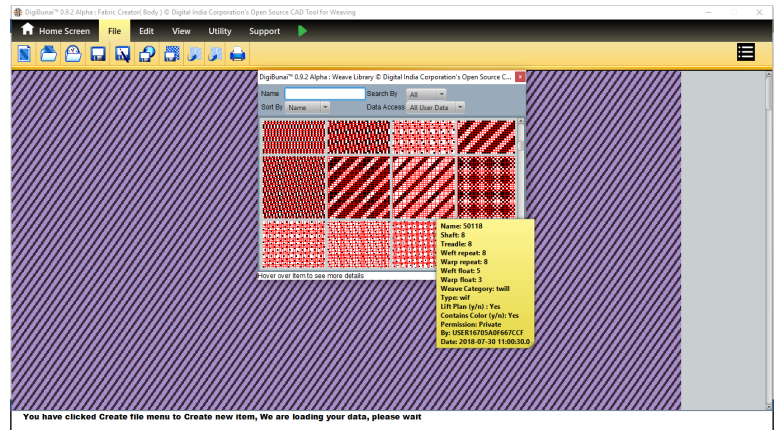 DigiBunai™ 0.9.2 Alpha : Fabric Creator( Body ) © Digital India Corporation's Open Source CAD Tool for Weaving
Home Screen File Edit View Utility Support
DigiBunai™ 0.9.2 Alpha : Weave Library © Digital India Corporation's Open Source C...
Name Search By All
Sort By Name Data Access All User Data
Name: 50118
Shaft: 8
Treadle: 8
Weft repeat: 8
Warp repeat: 8
Weft float: 5
Warp float: 3
Weave Category: twill
Type: wif
Lift Plan (y/n) : Yes
Contains Color (y/n): Yes
Permission: Private
By: USER16705A0F667CCF
Date: 2018-07-30 11:00:30.0
Hover over item to see more details
You have clicked Create file menu to Create new item, We are loading your data, please wait